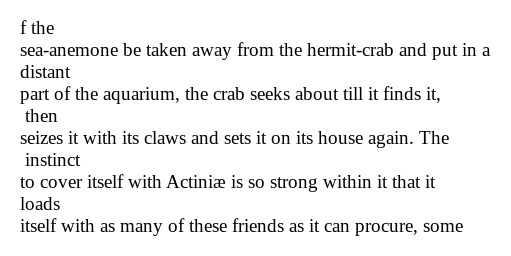 f the
sea-anemone be taken away from the hermit-crab and put in a
distant
part of the aquarium, the crab seeks about till it finds it,
then
seizes it with its claws and sets it on its house again. The
instinct
to cover itself with Actiniæ is so strong within it that it
loads
itself with as many of these friends as it can procure, some